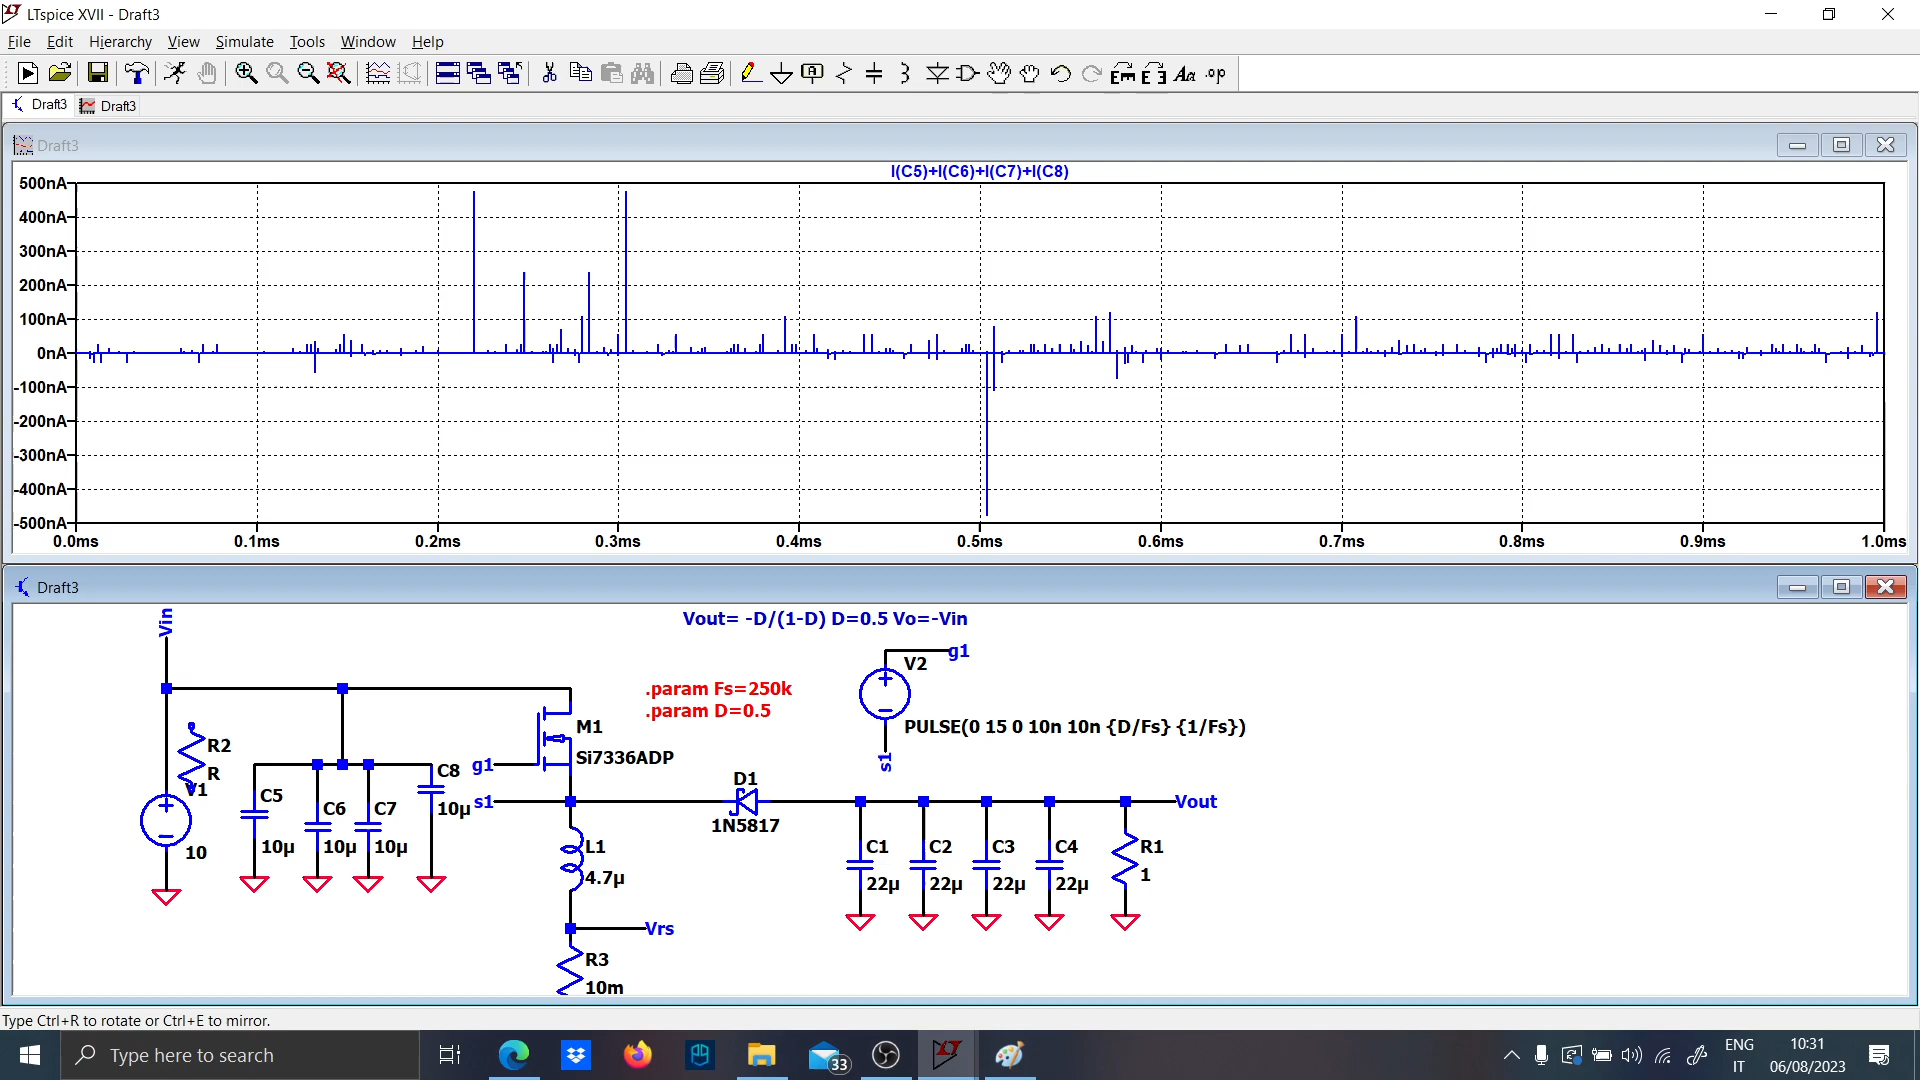 LTspice XVII - Draft3
File Edit Hierarchy View Simulate Tools Window Help
Draft3 Draft3
Draft3
I(C5)+I(C6)+I(C7)+I(C8)
500nA
400nA
300nA
200nA
100nA
0nA
-100nA
-200nA
-300nA
-400nA
-500nA
0.0ms 0.1ms 0.2ms 0.3ms 0.4ms 0.5ms 0.6ms 0.7ms 0.8ms 0.9ms 1.0ms
Draft3
Vin
Vout= -D/(1-D) D=0.5 Vo=-Vin
g1
V2
.param Fs=250k
.param D=0.5
PULSE(0 15 0 10n 10n {D/Fs} {1/Fs})
s1
M1
Si7336ADP
R2
R
V1
10
C5
10µ
C6
10µ
C7
10µ
C8
10µ
g1
s1
D1
1N5817
Vout
L1
4.7µ
C1
22µ
C2
22µ
C3
22µ
C4
22µ
R1
1
Vrs
R3
10m
Type Ctrl+R to rotate or Ctrl+E to mirror.
Type here to search
33
ENG
IT
10:31
06/08/2023